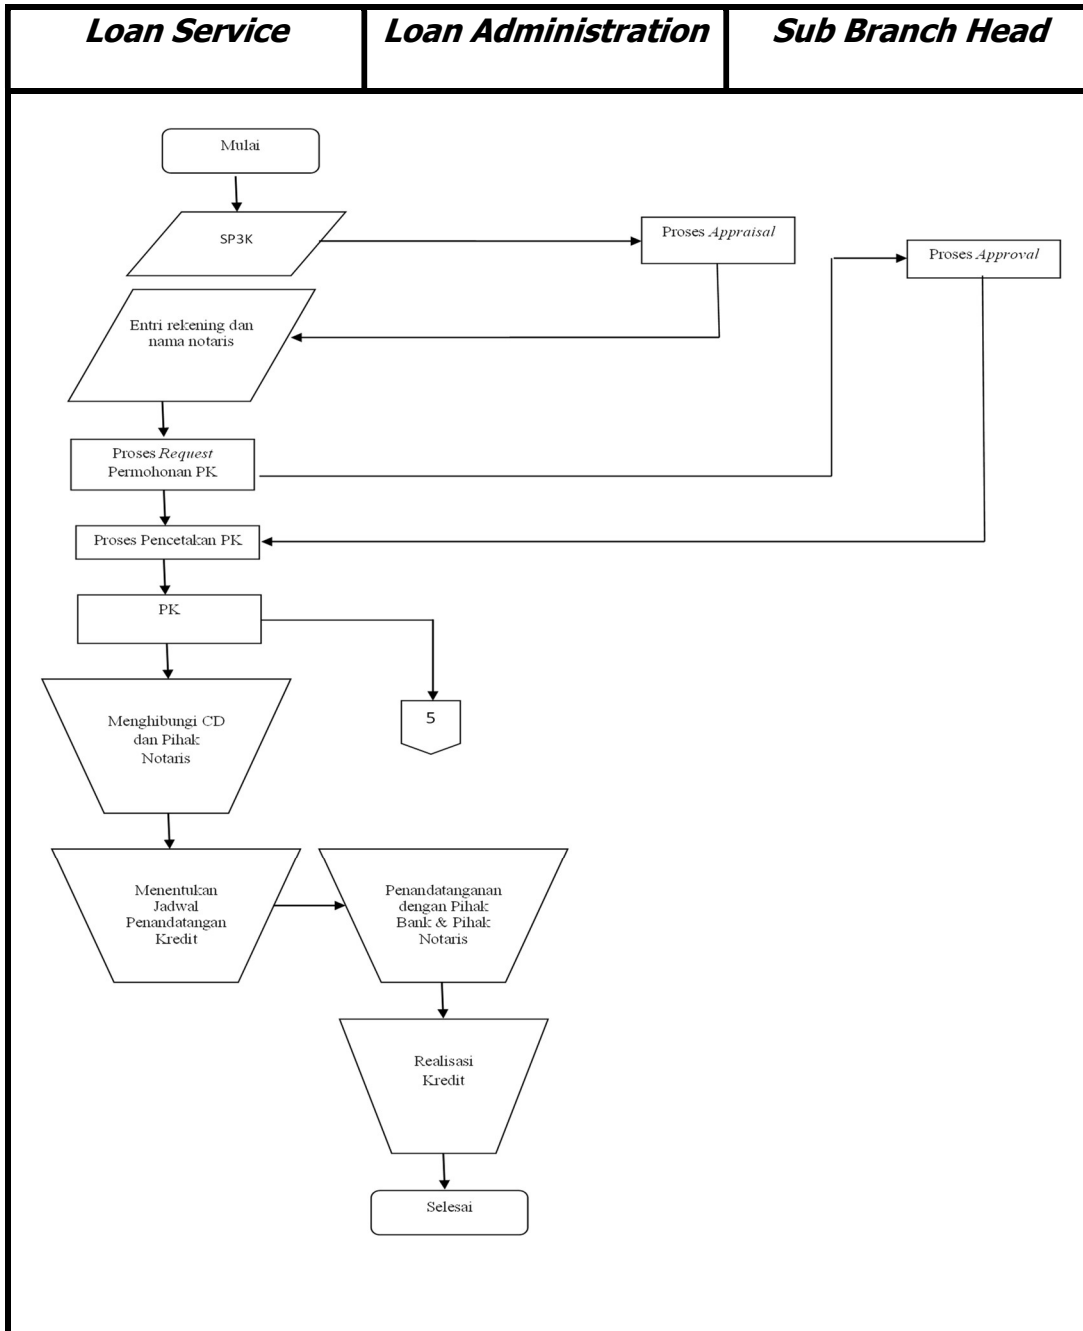 Loan Service
Loan Administration
Sub Branch Head
Mulai
SP3K
Proses Appraisal
Proses Approval
Entri rekening dan
nama notaris
Proses Request
Permohonan PK
Proses Pencetakan PK
PK
5
Menghibungi CD
dan Pihak
Notaris
Menentukan
Jadwal
Penandatangan
Kredit
Penandatanganan
dengan Pihak
Bank & Pihak
Notaris
Realisasi
Kredit
Selesai